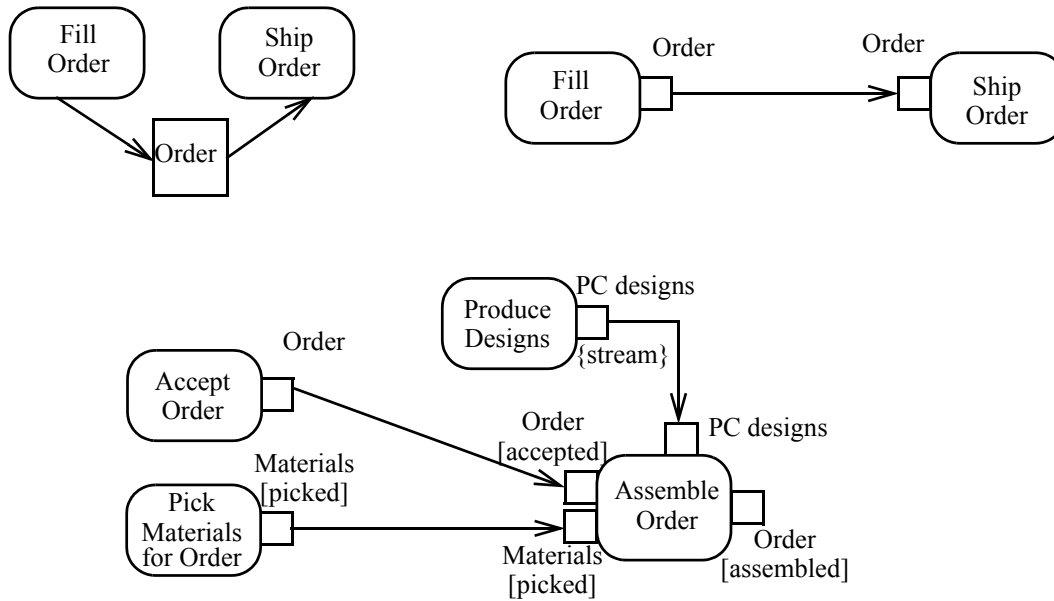 Fill
Order
Ship
Order
Order
Order
Order
Fill
Order
Ship
Order
PC designs
Produce
Designs
{stream}
Order
Accept
Order
Order
[accepted]
PC designs
Materials
[picked]
Pick
Materials
for Order
Assemble
Order
Materials
[picked]
Order
[assembled]